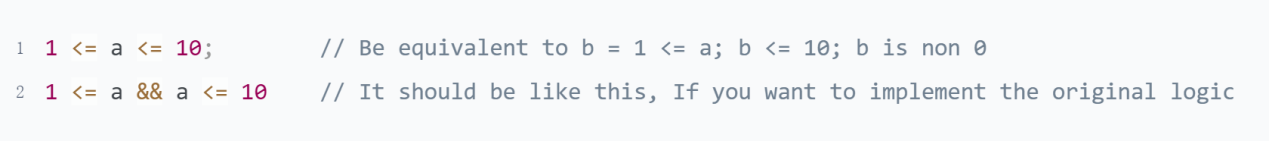 1 1 <= a <= 10; // Be equivalent to b = 1 <= a; b <= 10; b is non 0
2 1 <= a && a <= 10 // It should be like this, If you want to implement the original logic